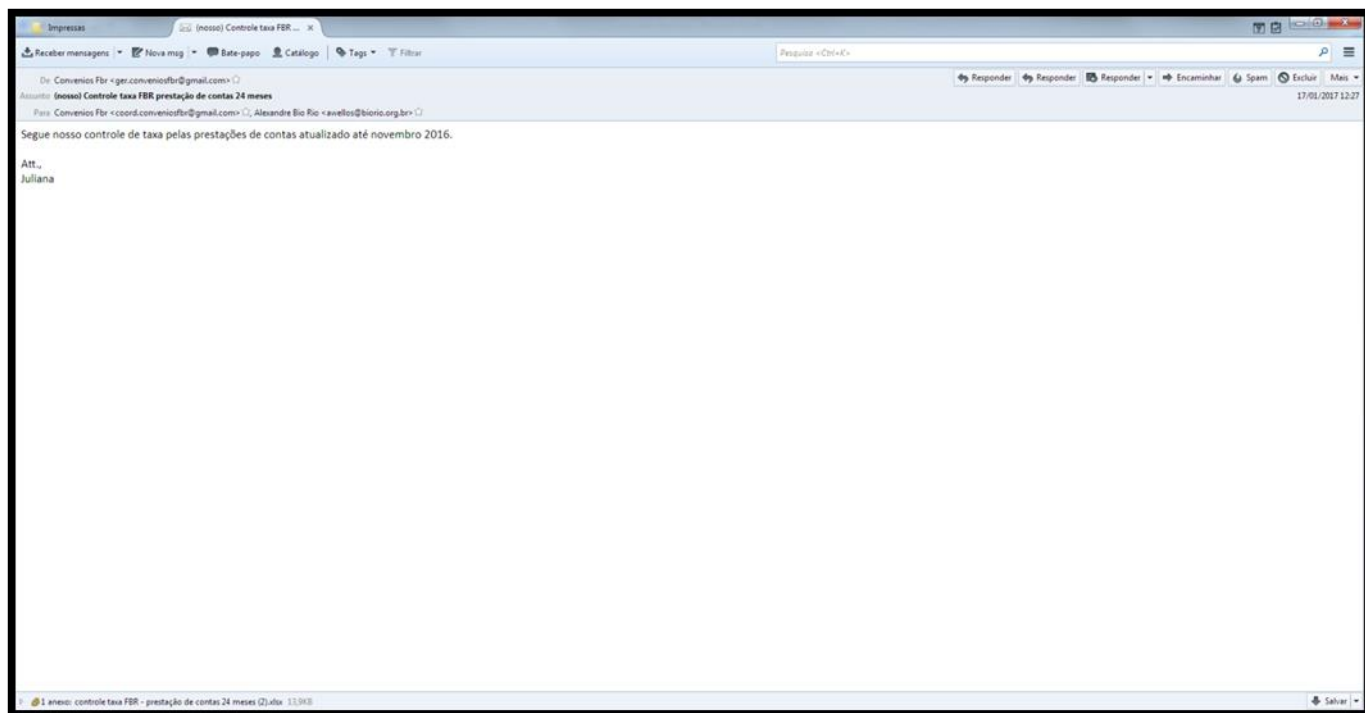 Impressas (nosso) Controle taxa FBR ... x
Receber mensagens Nova msg Bate-papo Catálogo Tags Filtrar Pesquisa <Ctrl+K>
De Convenios Fbr <ger.conveniosfbr@gmail.com> Responder Responder Responder Encaminhar Spam Excluir Mais
Assunto (nosso) Controle taxa FBR prestação de contas 24 meses 17/01/2017 12:27
Para Convenios Fbr <coord.conveniosfbr@gmail.com>, Alexandre Bio Rio <awellos@biorio.org.br>
Segue nosso controle de taxa pelas prestações de contas atualizado até novembro 2016.
Att.,
Juliana
1 anexo: controle taxa FBR - prestação de contas 24 meses (2).xlsx 13,9KB Salvar